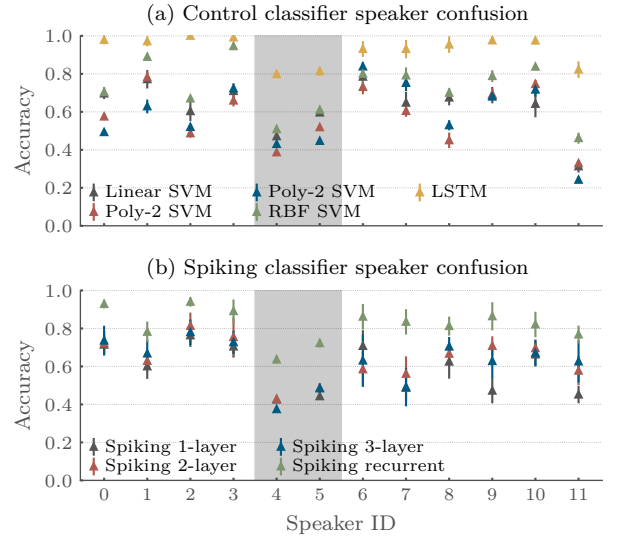 (a) Control classifier speaker confusion
1.0
0.8
0.6
0.4
0.2
0.0
Accuracy
Linear SVM Poly-2 SVM LSTM
Poly-2 SVM RBF SVM
(b) Spiking classifier speaker confusion
1.0
0.8
0.6
0.4
0.2
0.0
Accuracy
Spiking 1-layer Spiking 3-layer
Spiking 2-layer Spiking recurrent
0 1 2 3 4 5 6 7 8 9 10 11
Speaker ID